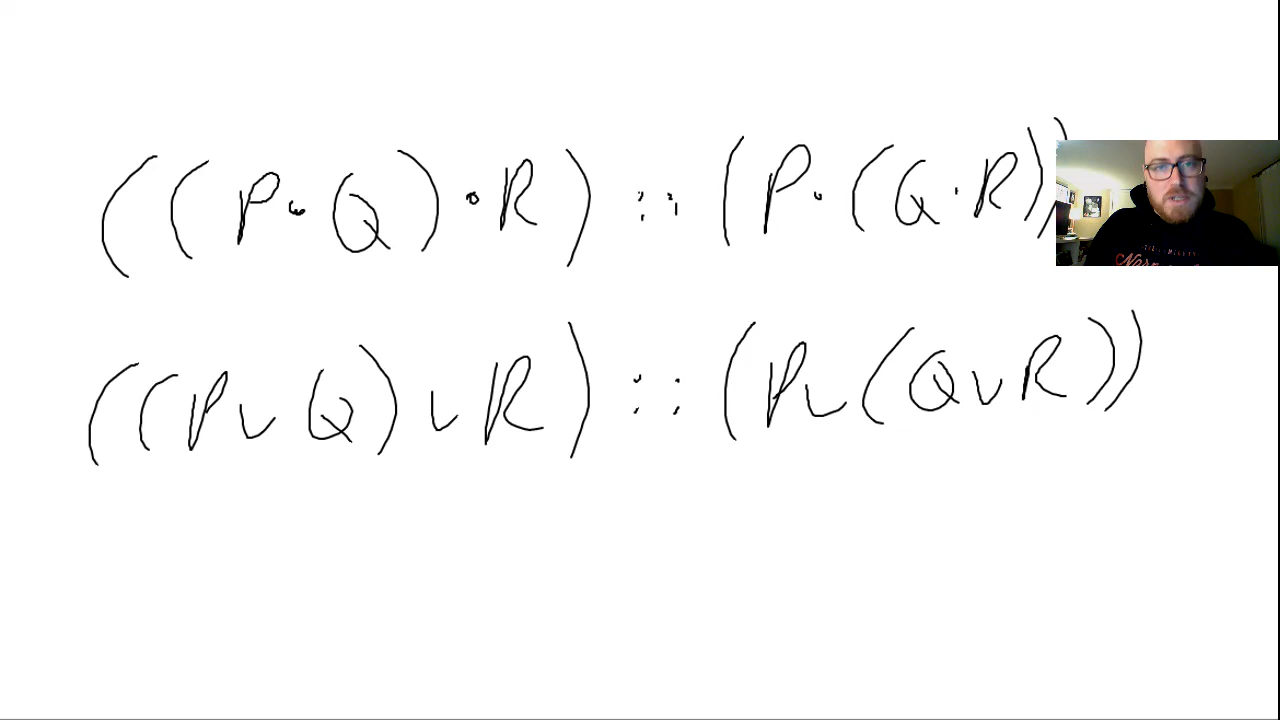 ((P · Q) · R) :: (P · (Q · R))
((P ∨ Q) ∨ R) :: (P ∨ (Q ∨ R))